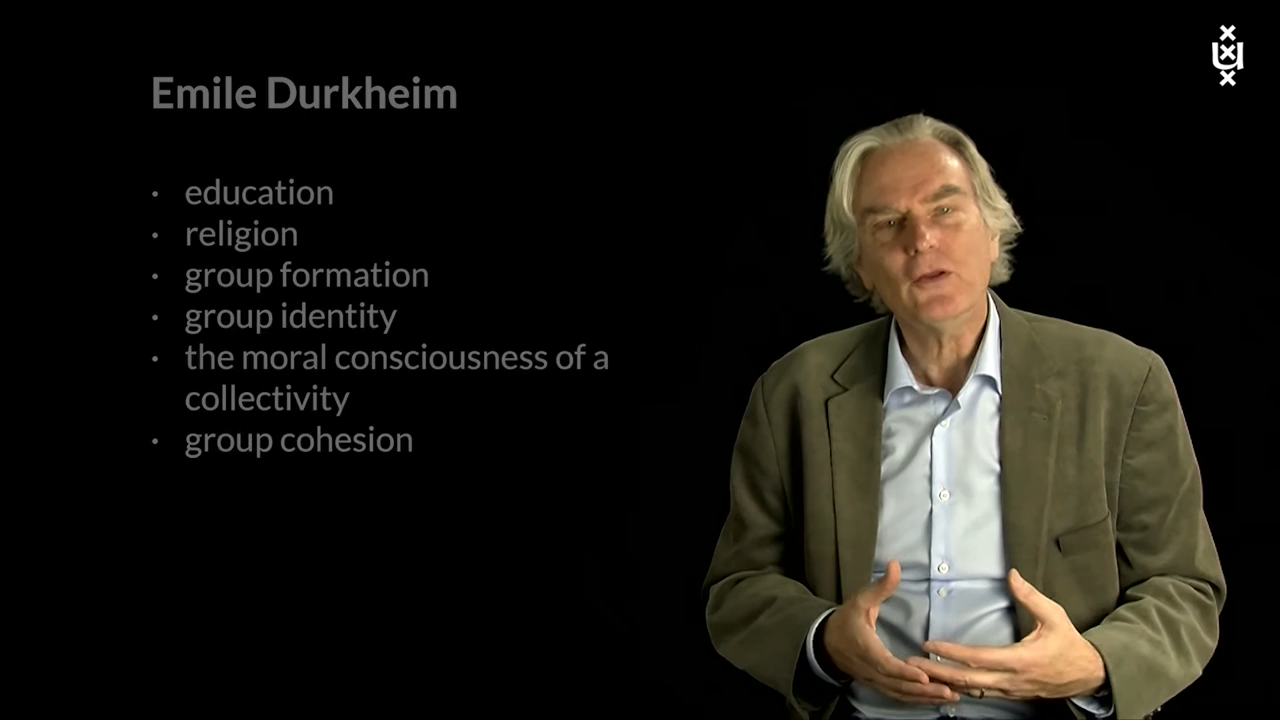 Emile Durkheim
• education
• religion
• group formation
• group identity
• the moral consciousness of a
collectivity
• group cohesion